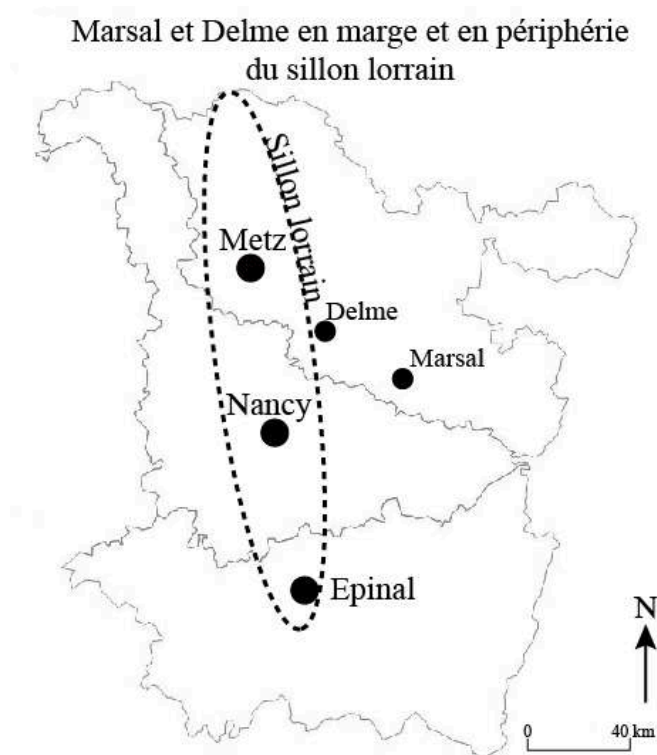 Marsal et Delme en marge et en périphérie
du sillon lorrain
Sillon lorrain
Metz
Delme
Marsal
Nancy
Epinal
N
0 40 km